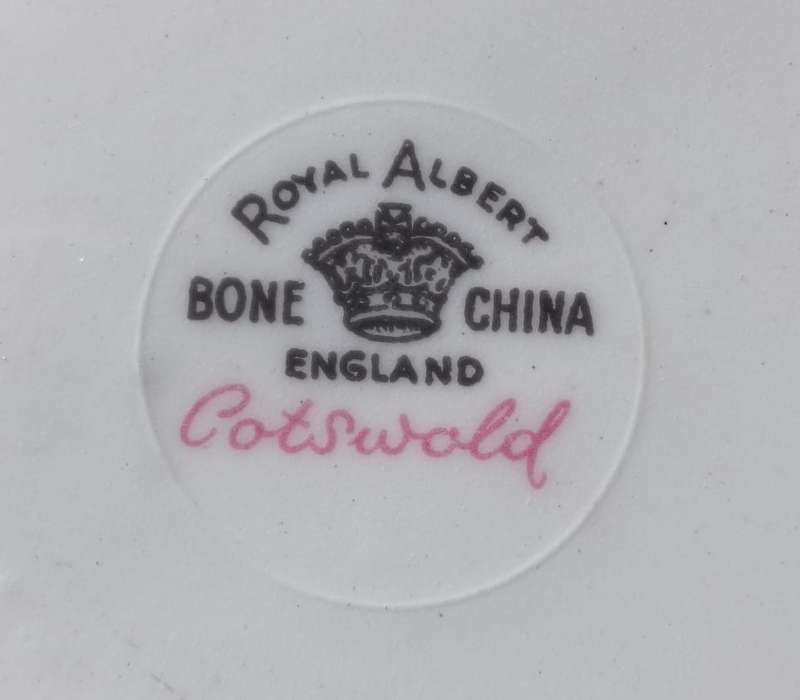 ROYAL ALBERT
BONE CHINA
ENGLAND
Cotswold